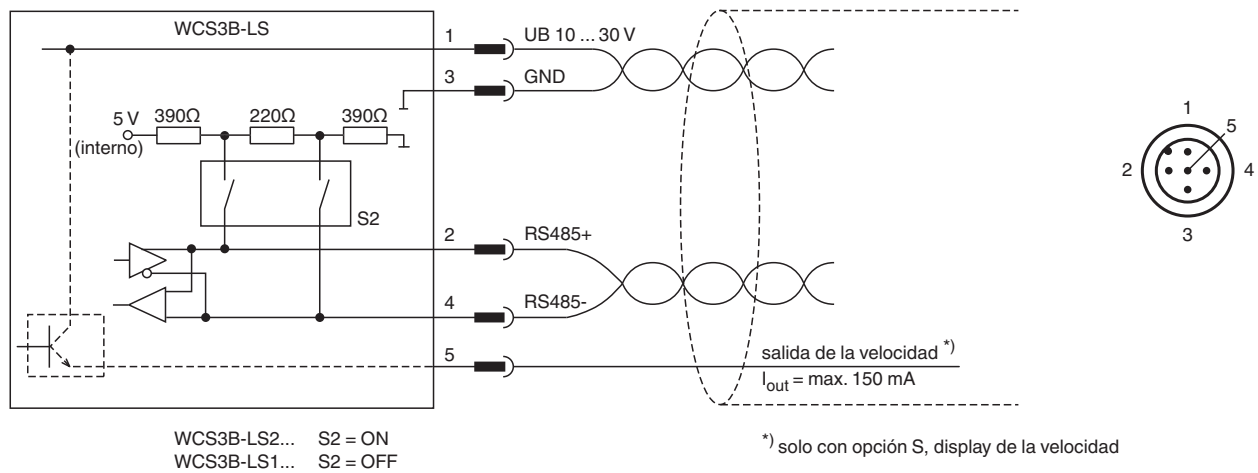 WCS3B-LS
1
UB 10 ... 30 V
3
GND
5 V
(interno)
390Ω
220Ω
390Ω
S2
2
RS485+
4
RS485-
5
salida de la velocidad *)
Iout = max. 150 mA
1
5
2
4
3
WCS3B-LS2... S2 = ON
WCS3B-LS1... S2 = OFF
*) solo con opción S, display de la velocidad